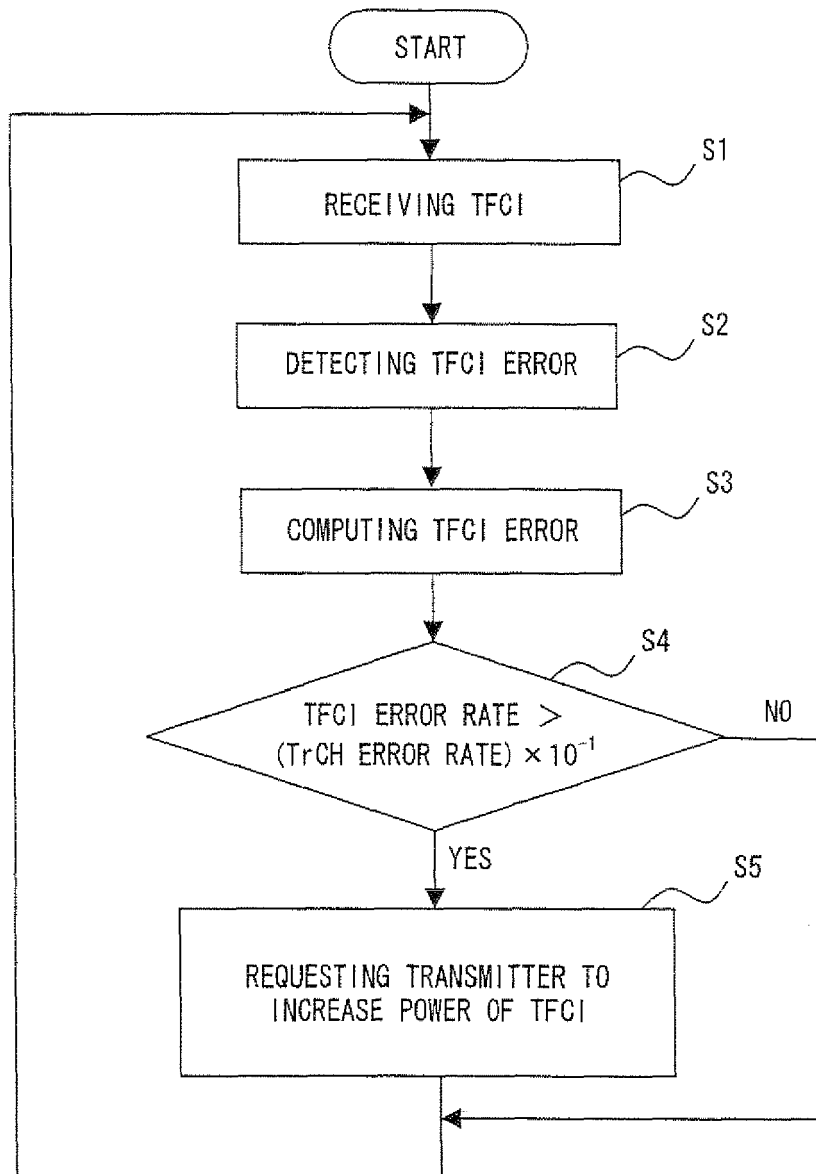 START
S1
RECEIVING TFCI
S2
DETECTING TFCI ERROR
S3
COMPUTING TFCI ERROR
S4
TFCI ERROR RATE >
(TrCH ERROR RATE) × 10⁻¹
NO
YES
S5
REQUESTING TRANSMITTER TO
INCREASE POWER OF TFCI